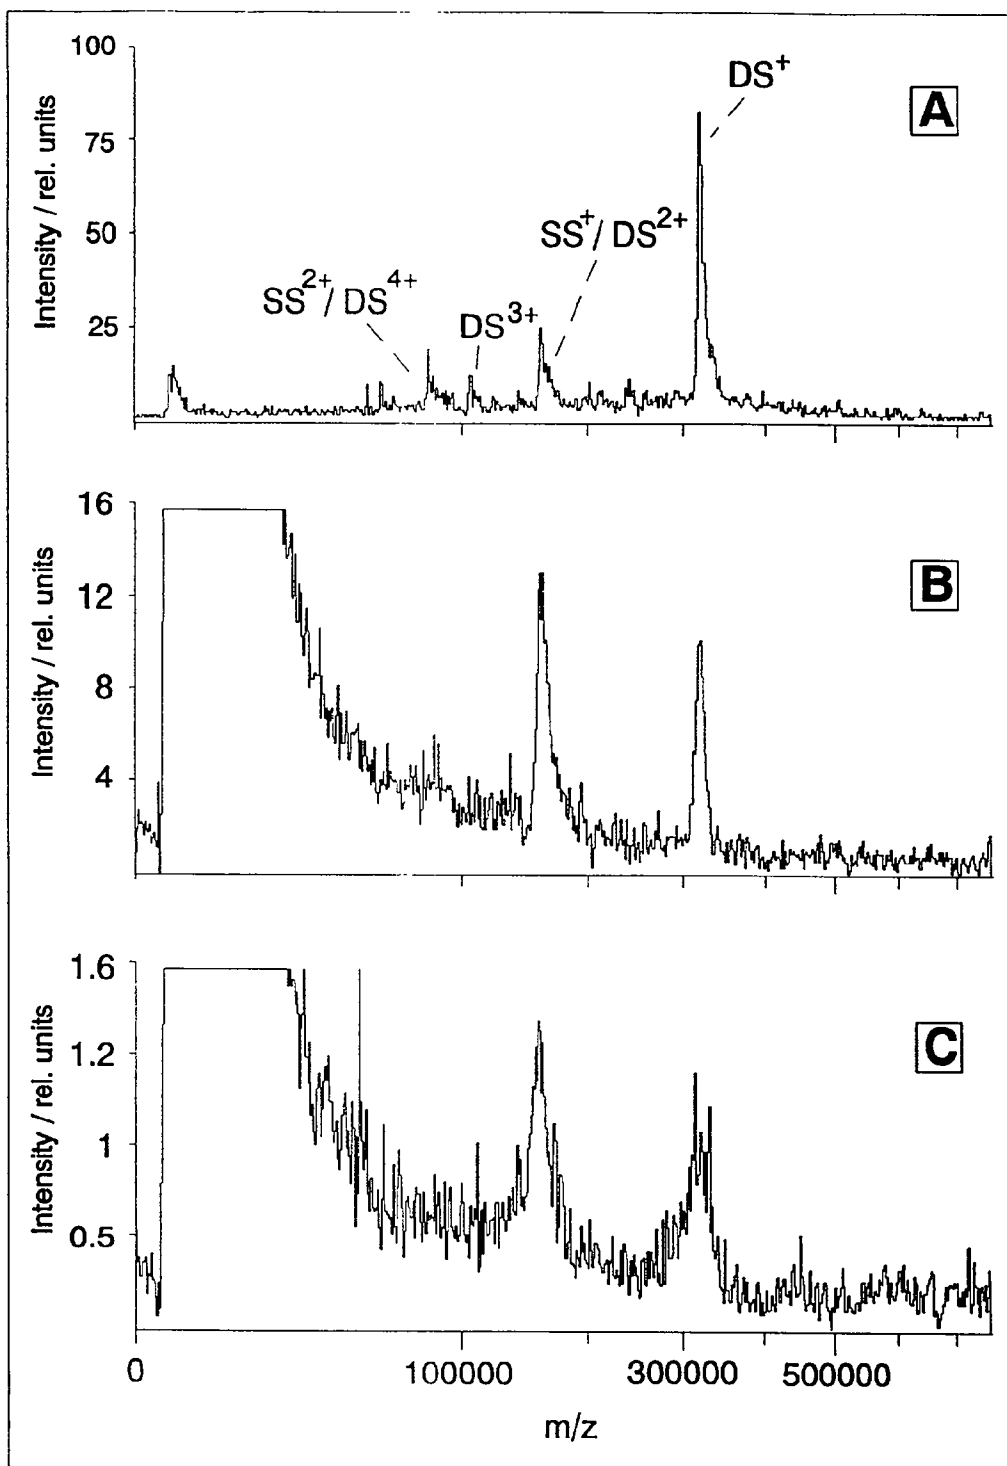 100
75
50
25
Intensity / rel. units
DS+
SS+/ DS2+
SS2+/ DS4+
DS3+
A
16
12
8
4
Intensity / rel. units
B
1.6
1.2
1
0.5
Intensity / rel. units
C
0
100000
300000
500000
m/z